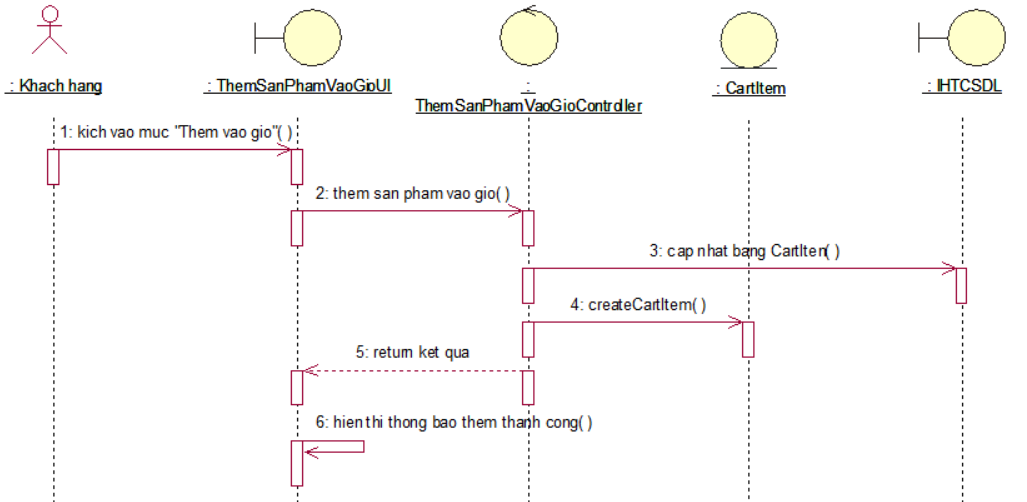 : Khach hang
: ThemSanPhamVaoGioUI
:
ThemSanPhamVaoGioController
: CartItem
: IHTCSDL
1: kich vao muc "Them vao gio"( )
2: them san pham vao gio( )
3: cap nhat bang CartIten( )
4: createCartItem( )
5: return ket qua
6: hien thi thong bao them thanh cong( )